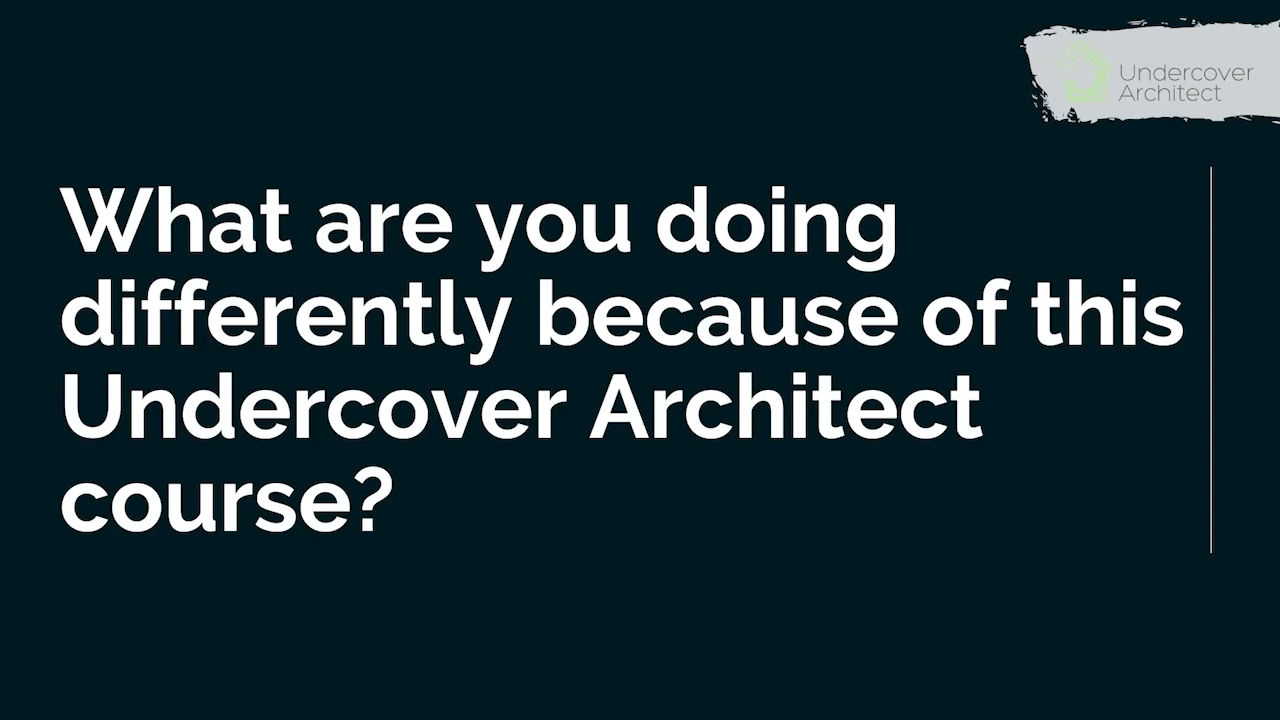 Undercover
Architect
What are you doing
differently because of this
Undercover Architect
course?